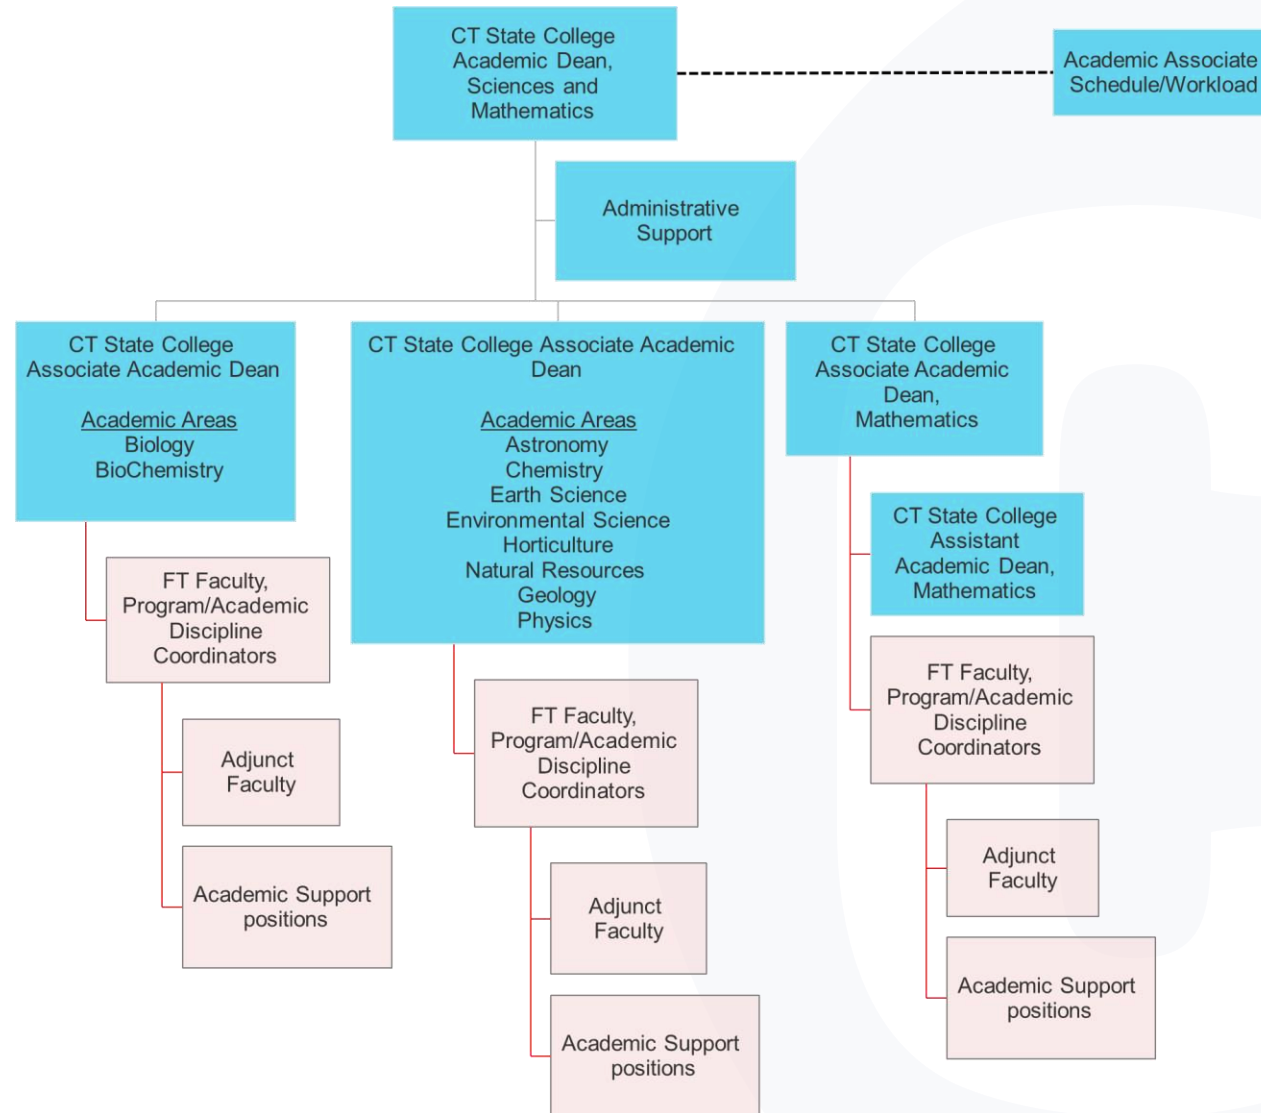 CT State College
Academic Dean,
Sciences and
Mathematics
Academic Associate
Schedule/Workload
Administrative
Support
CT State College
Associate Academic Dean
Academic Areas
Biology
BioChemistry
CT State College Associate Academic
Dean
Academic Areas
Astronomy
Chemistry
Earth Science
Environmental Science
Horticulture
Natural Resources
Geology
Physics
CT State College
Associate Academic
Dean,
Mathematics
CT State College
Assistant
Academic Dean,
Mathematics
FT Faculty,
Program/Academic
Discipline
Coordinators
Adjunct
Faculty
Academic Support
positions
FT Faculty,
Program/Academic
Discipline
Coordinators
Adjunct
Faculty
Academic Support
positions
FT Faculty,
Program/Academic
Discipline
Coordinators
Adjunct
Faculty
Academic Support
positions